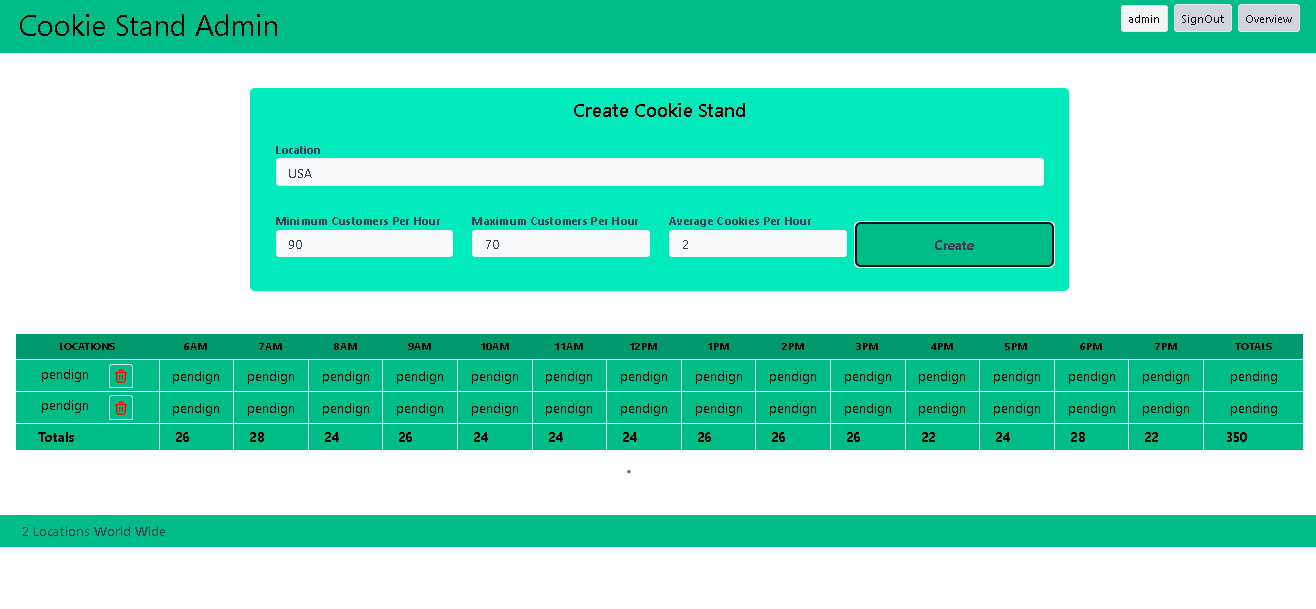 Cookie Stand Admin
admin SignOut Overview
Create Cookie Stand
Location
USA
Minimum Customers Per Hour Maximum Customers Per Hour Average Cookies Per Hour
90 70 2 Create
LOCATIONS 6AM 7AM 8AM 9AM 10AM 11AM 12PM 1PM 2PM 3PM 4PM 5PM 6PM 7PM TOTALS
pendign pendign pendign pendign pendign pendign pendign pendign pendign pendign pendign pendign pendign pendign pendign pending
pendign pendign pendign pendign pendign pendign pendign pendign pendign pendign pendign pendign pendign pendign pendign pending
Totals 26 28 24 26 24 24 24 26 26 26 22 24 28 22 350
2 Locations World Wide